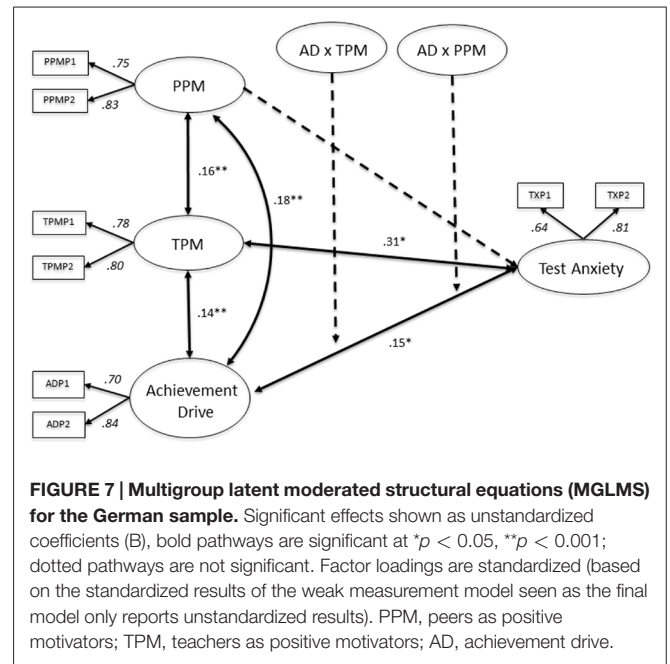 AD x TPM
AD x PPM
PPMP1
.75
PPMP2
.83
PPM
.16**
.18**
TXP1
TXP2
.64
.81
TPMP1
.78
TPMP2
.80
TPM
.31*
Test Anxiety
.14**
.15*
ADP1
.70
ADP2
.84
Achievement
Drive
FIGURE 7 | Multigroup latent moderated structural equations (MGLMS)
for the German sample. Significant effects shown as unstandardized
coefficients (B), bold pathways are significant at *p < 0.05, **p < 0.001;
dotted pathways are not significant. Factor loadings are standardized (based
on the standardized results of the weak measurement model seen as the final
model only reports unstandardized results). PPM, peers as positive
motivators; TPM, teachers as positive motivators; AD, achievement drive.